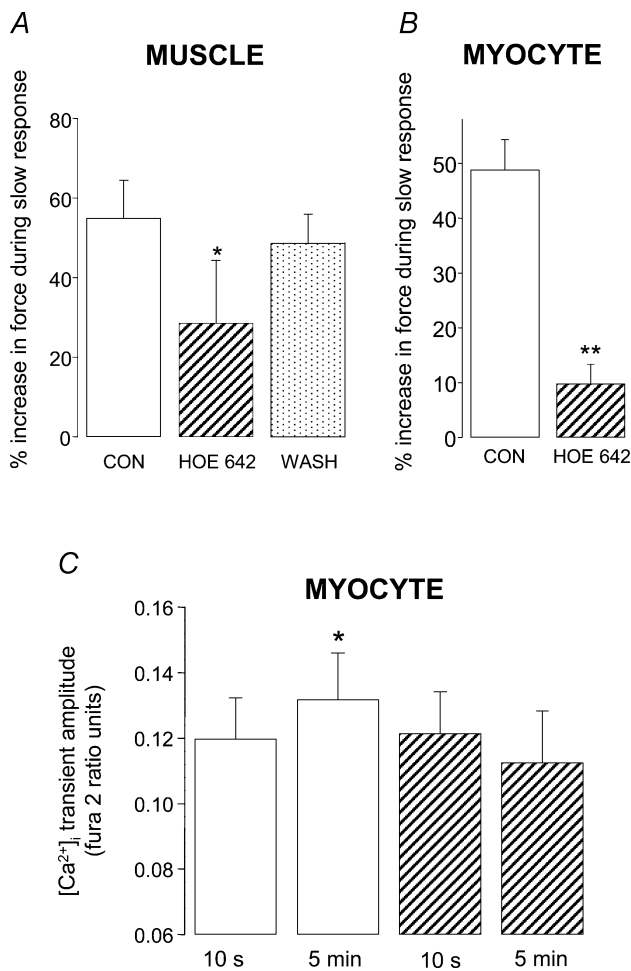 A
MUSCLE
% increase in force during slow response
80
60
40
20
0
*
CON HOE 642 WASH
B
MYOCYTE
% increase in force during slow response
50
40
30
20
10
0
**
CON HOE 642
C
MYOCYTE
[Ca²⁺]ᵢ transient amplitude
(fura 2 ratio units)
0.16
0.14
0.12
0.10
0.08
0.06
*
10 s 5 min 10 s 5 min